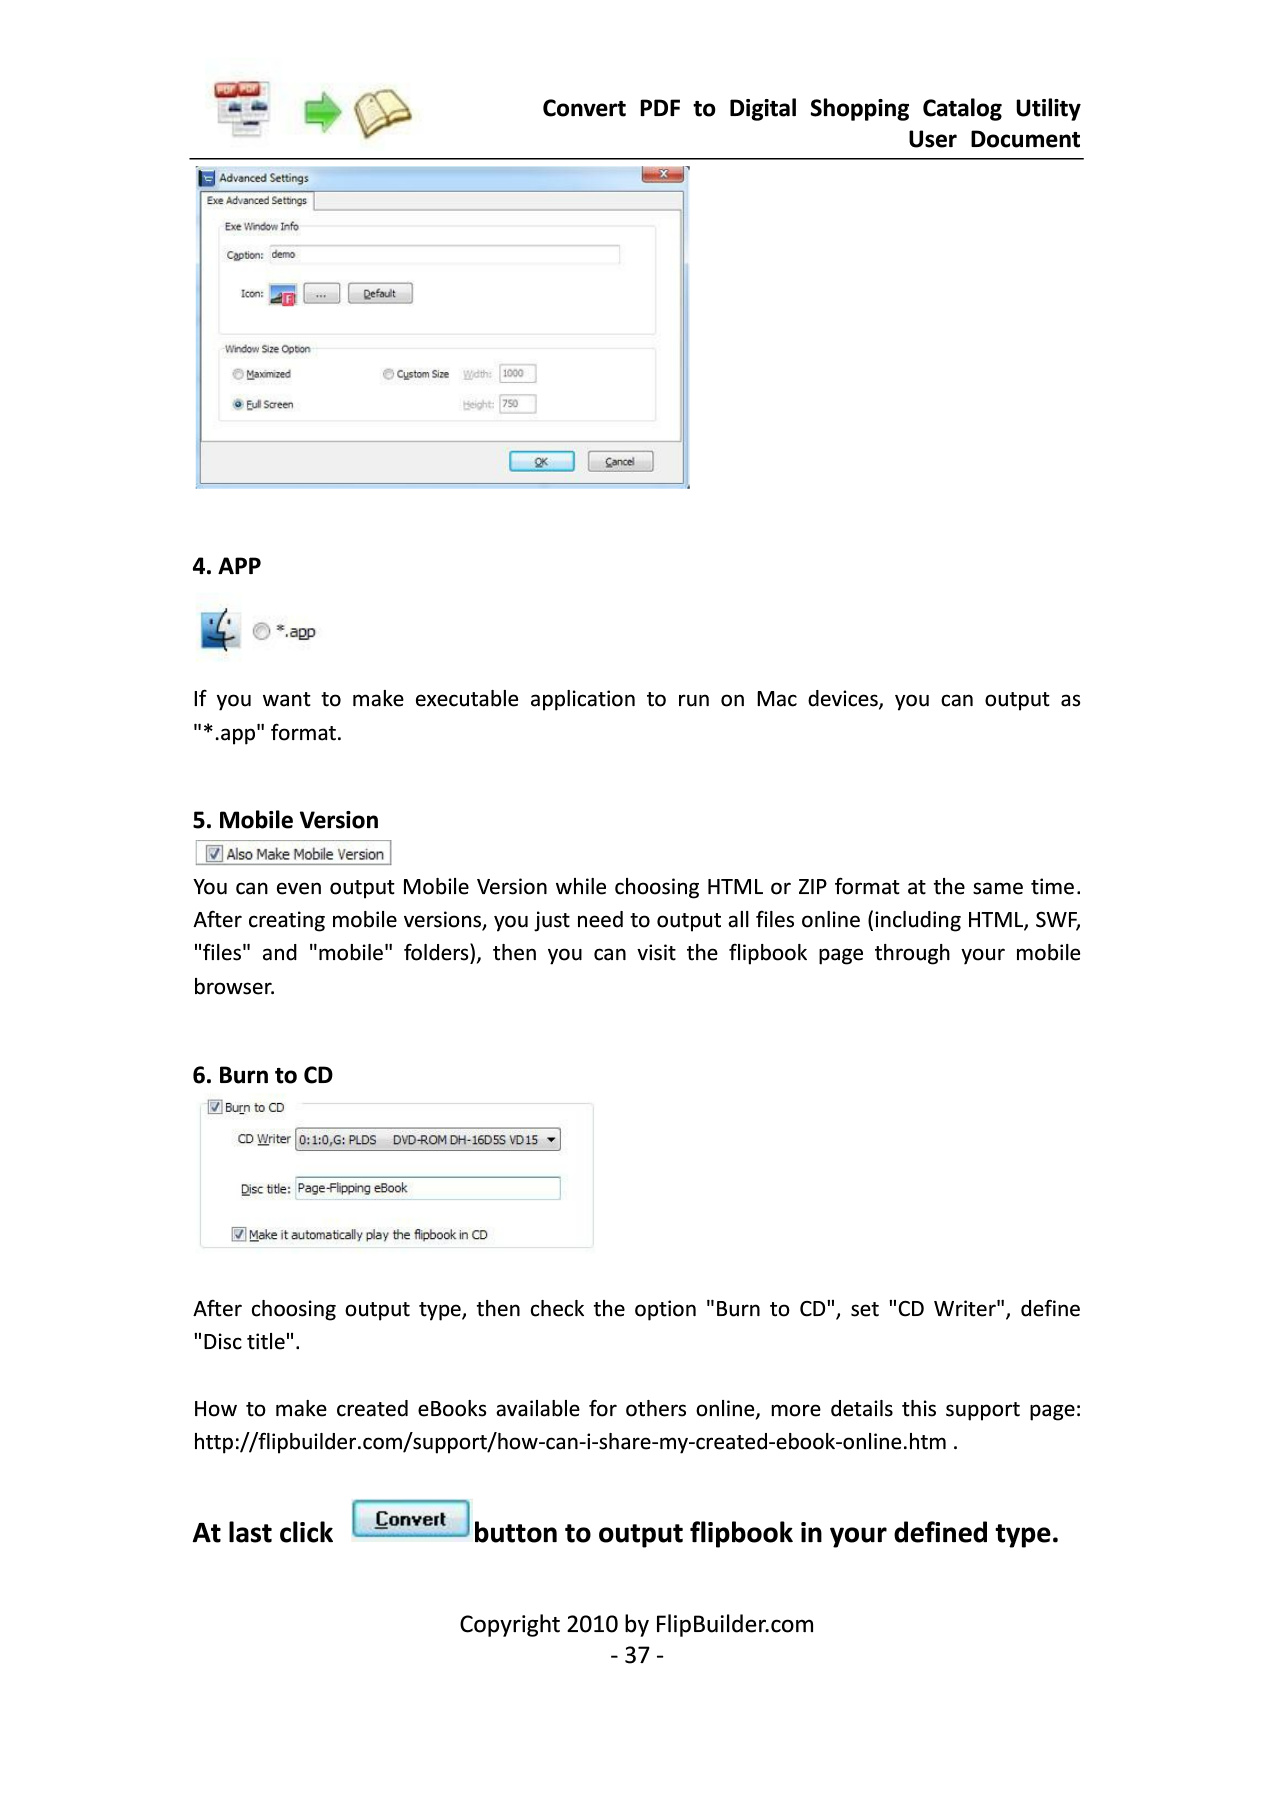 PDF PDF
Convert PDF to Digital Shopping Catalog Utility
User Document
Advanced Settings
Exe Advanced Settings
Exe Window Info
Caption: demo
Icon: ... Default
Window Size Option
Maximized Custom Size Width: 1000
Full Screen Height: 750
OK Cancel
4. APP
*.app
If you want to make executable application to run on Mac devices, you can output as
"*.app" format.
5. Mobile Version
Also Make Mobile Version
You can even output Mobile Version while choosing HTML or ZIP format at the same time.
After creating mobile versions, you just need to output all files online (including HTML, SWF,
"files" and "mobile" folders), then you can visit the flipbook page through your mobile
browser.
6. Burn to CD
Burn to CD
CD Writer 0:1:0,G: PLDS DVD-ROM DH-16D5S VD15
Disc title: Page-Flipping eBook
Make it automatically play the flipbook in CD
After choosing output type, then check the option "Burn to CD", set "CD Writer", define
"Disc title".
How to make created eBooks available for others online, more details this support page:
http://flipbuilder.com/support/how-can-i-share-my-created-ebook-online.htm .
At last click Convert button to output flipbook in your defined type.
Copyright 2010 by FlipBuilder.com
- 37 -